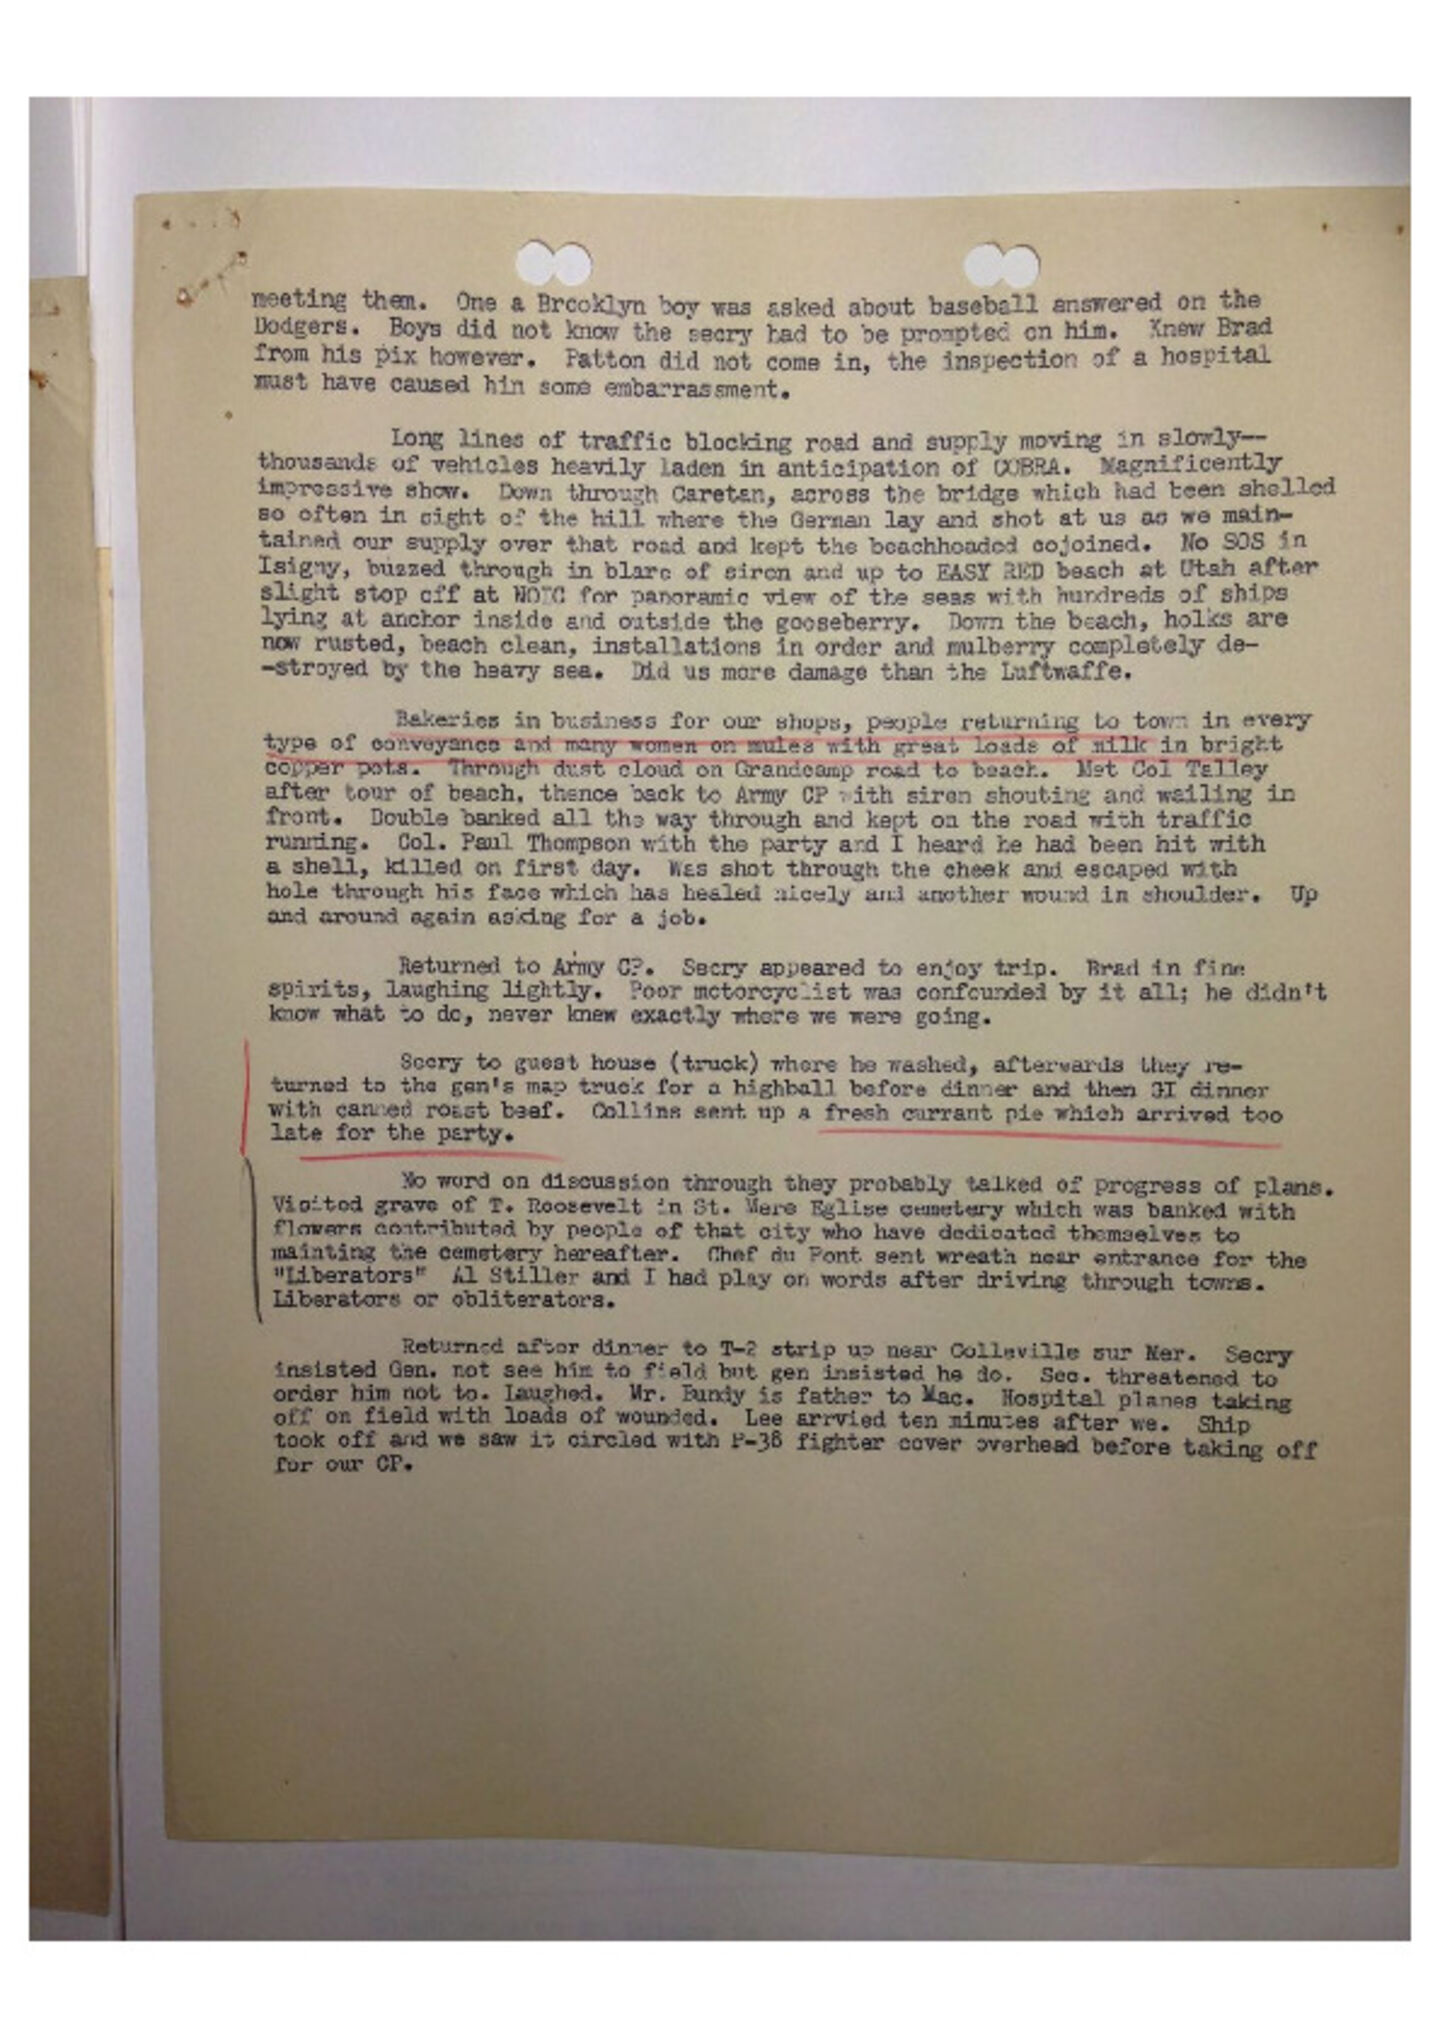 meeting them. One a Brooklyn boy was asked about baseball answered on the
Dodgers. Boys did not know the secry had to be prompted on him. Knew Brad
from his pix however. Patton did not come in, the inspection of a hospital
must have caused him some embarrassment.
Long lines of traffic blocking road and supply moving in slowly--
thousands of vehicles heavily laden in anticipation of COBRA. Magnificently
impressive show. Down through Caretan, across the bridge which had been shelled
so often in sight of the hill where the German lay and shot at us as we main-
tained our supply over that road and kept the beachheaded cojoined. No SOS in
Isigny, buzzed through in blare of siren and up to EASY RED beach at Utah after
slight stop off at NOIC for panoramic view of the seas with hundreds of ships
lying at anchor inside and outside the gooseberry. Down the beach, holks are
now rusted, beach clean, installations in order and mulberry completely de-
-stroyed by the heavy sea. Did us more damage than the Luftwaffe.
Bakeries in business for our shops, people returning to town in every
type of conveyance and many women on mules with great loads of milk in bright
copper pots. Through dust cloud on Grandcamp road to beach. Met Col Talley
after tour of beach, thence back to Army CP with siren shouting and wailing in
front. Double banked all the way through and kept on the road with traffic
running. Col. Paul Thompson with the party and I heard he had been hit with
a shell, killed on first day. Was shot through the cheek and escaped with
hole through his face which has healed nicely and another wound in shoulder. Up
and around again asking for a job.
Returned to Army CP. Secry appeared to enjoy trip. Brad in fine
spirits, laughing lightly. Poor motorcyclist was confounded by it all; he didn't
know what to do, never knew exactly where we were going.
Secry to guest house (truck) where he washed, afterwards they re-
turned to the gen's map truck for a highball before dinner and then GI dinner
with canned roast beef. Collins sent up a fresh currant pie which arrived too
late for the party.
No word on discussion through they probably talked of progress of plans.
Visited grave of T. Roosevelt in St. Mere Eglise cemetery which was banked with
flowers contributed by people of that city who have dedicated themselves to
mainting the cemetery hereafter. Chef du Pont sent wreath near entrance for the
"Liberators" Al Stiller and I had play on words after driving through towns.
Liberators or obliterators.
Returned after dinner to T-2 strip up near Colleville sur Mer. Secry
insisted Gen. not see him to field but gen insisted he do. Sec. threatened to
order him not to. Laughed. Mr. Bundy is father to Mac. Hospital planes taking
off on field with loads of wounded. Lee arrvied ten minutes after we. Ship
took off and we saw it circled with P-38 fighter cover overhead before taking off
for our CP.